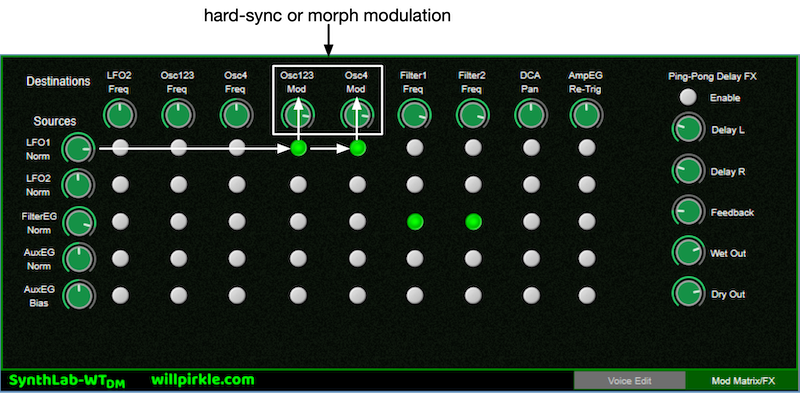 hard-sync or morph modulation
Destinations
LFO2
Freq
Osc123
Freq
Osc4
Freq
Osc123
Mod
Osc4
Mod
Filter1
Freq
Filter2
Freq
DCA
Pan
AmpEG
Re-Trig
Ping-Pong Delay FX
Enable
Sources
LFO1
Norm
LFO2
Norm
FilterEG
Norm
AuxEG
Norm
AuxEG
Bias
Delay L
Delay R
Feedback
Wet Out
Dry Out
SynthLab-WTDM
willpirkle.com
Voice Edit
Mod Matrix/FX